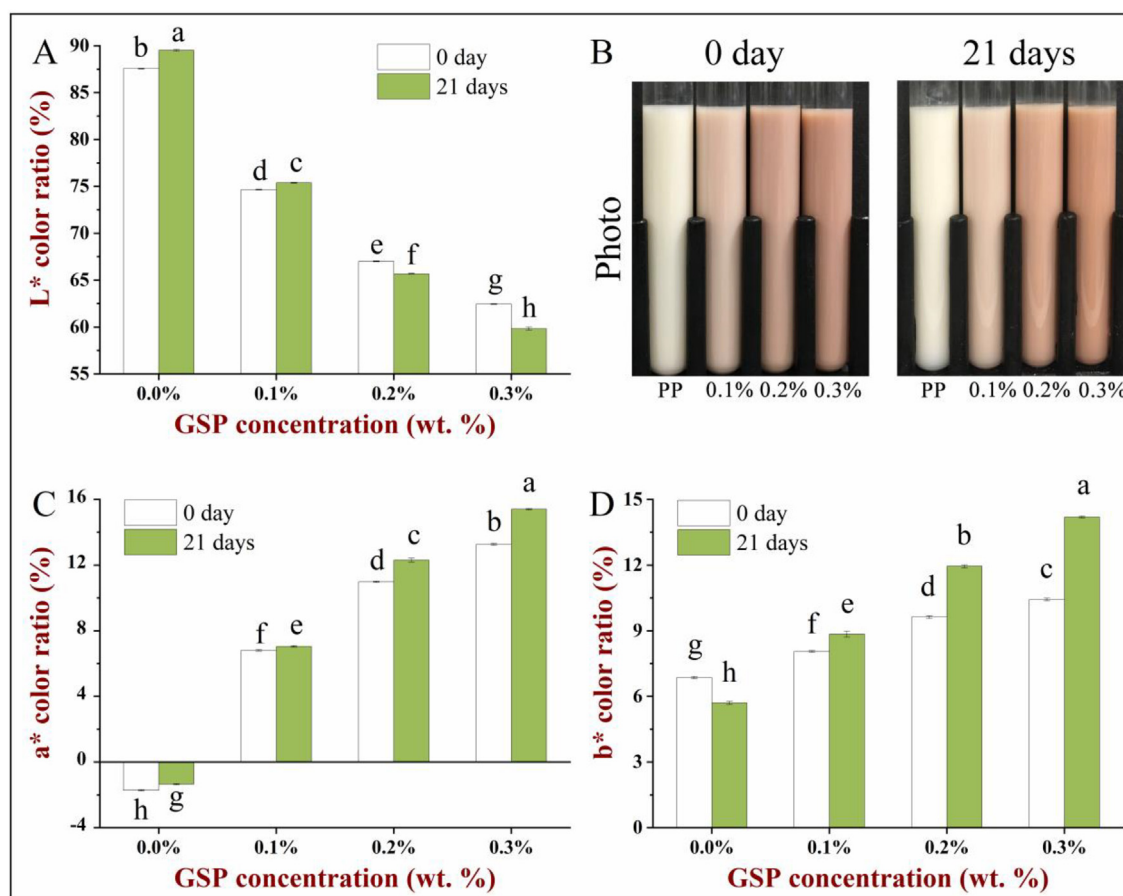 A
L* color ratio (%)
90
85
80
75
70
65
60
55
b a
d c
e f
g h
0 day
21 days
0.0% 0.1% 0.2% 0.3%
GSP concentration (wt. %)
B
0 day 21 days
Photo
PP 0.1% 0.2% 0.3% PP 0.1% 0.2% 0.3%
C
a* color ratio (%)
16
12
8
4
0
-4
0 day
21 days
h g
f e
d c
b a
0.0% 0.1% 0.2% 0.3%
GSP concentration (wt. %)
D
b* color ratio (%)
15
12
9
6
3
0
0 day
21 days
g h
f e
d b
c a
0.0% 0.1% 0.2% 0.3%
GSP concentration (wt. %)